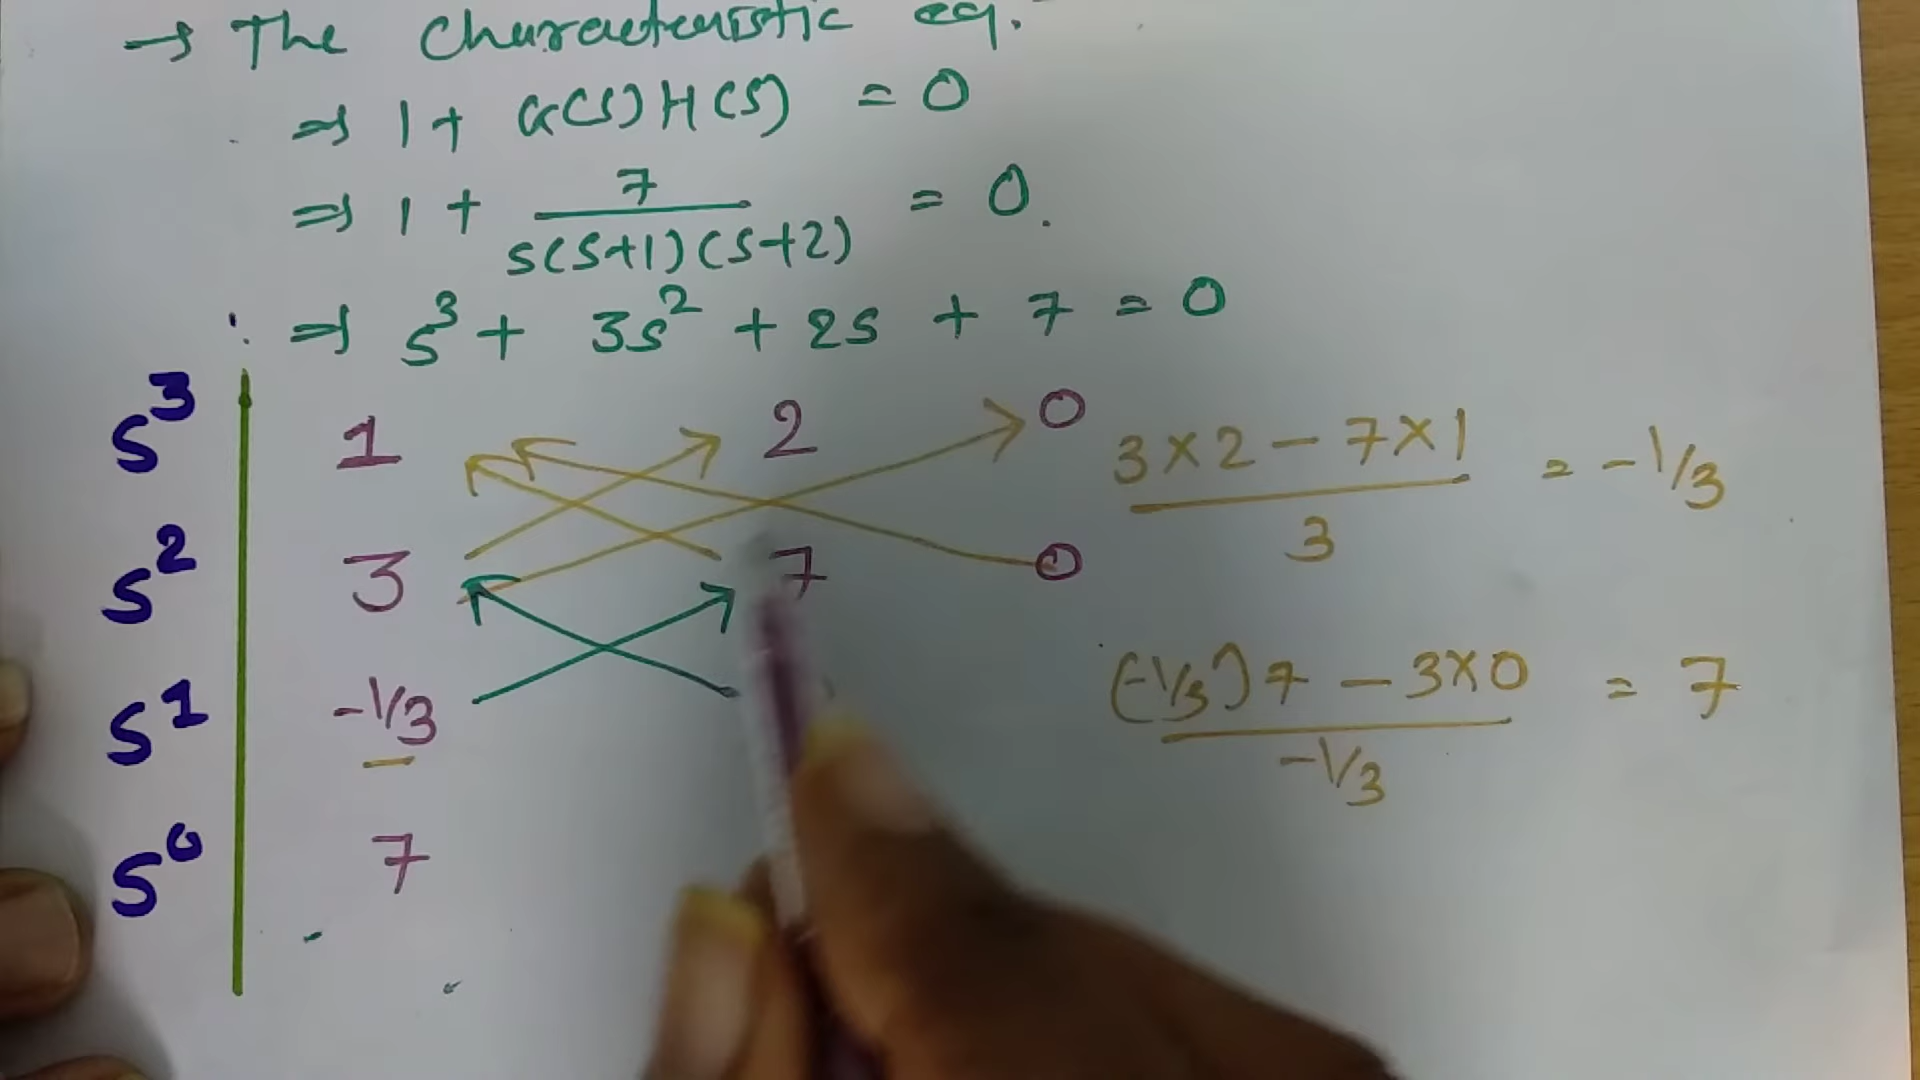 → The Characteristic eq.
⇒ 1 + G(S)H(S) = 0
⇒ 1 + 7 / S(S+1)(S+2) = 0.
⇒ S³ + 3S² + 2S + 7 = 0
S³ 1 2 0
S² 3 7 0
S¹ -1/3
S⁰ 7
3×2 - 7×1 / 3 = -1/3
(-1/3)7 - 3×0 / -1/3 = 7